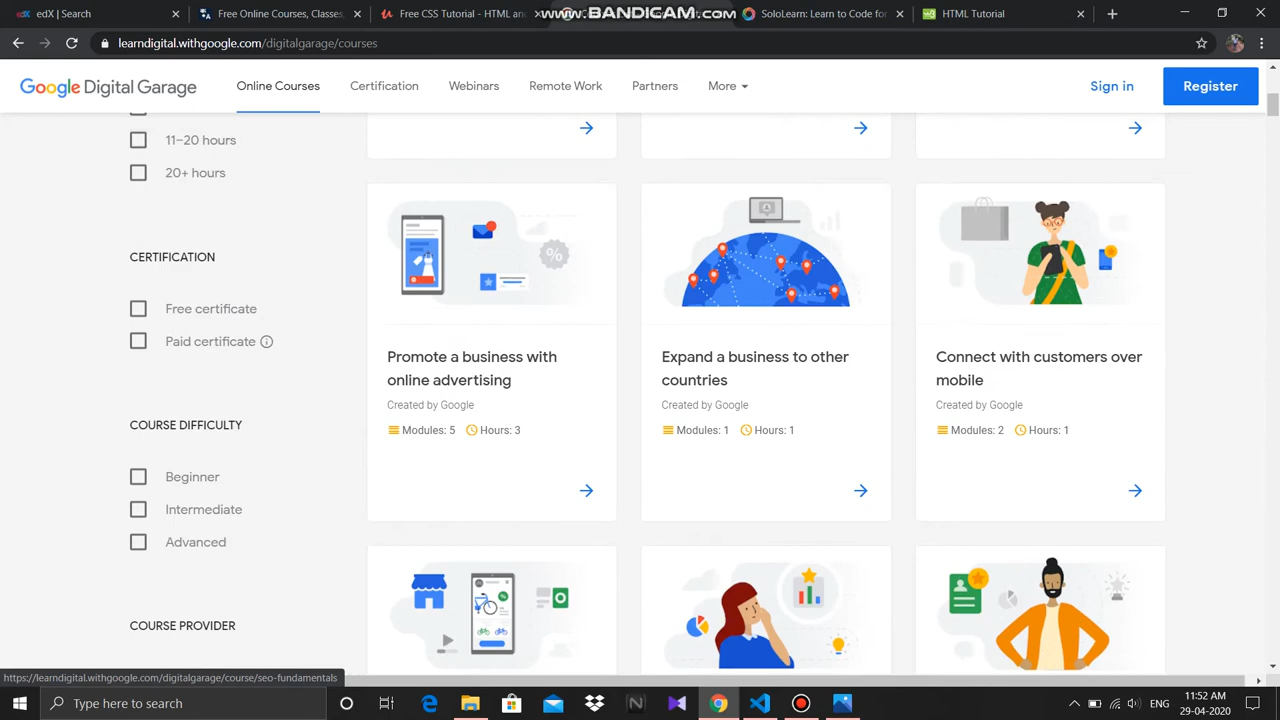 edX | Search
Free Online Courses, Classes,
Free CSS Tutorial - HTML and
www.BANDICAM.com
SoloLearn: Learn to Code for
HTML Tutorial
learndigital.withgoogle.com/digitalgarage/courses
Google Digital Garage
Online Courses
Certification
Webinars
Remote Work
Partners
More
Sign in
Register
11–20 hours
20+ hours
CERTIFICATION
Free certificate
Paid certificate
COURSE DIFFICULTY
Beginner
Intermediate
Advanced
COURSE PROVIDER
Promote a business with
online advertising
Created by Google
Modules: 5 Hours: 3
Expand a business to other
countries
Created by Google
Modules: 1 Hours: 1
Connect with customers over
mobile
Created by Google
Modules: 2 Hours: 1
https://learndigital.withgoogle.com/digitalgarage/course/seo-fundamentals
Type here to search
ENG
11:52 AM
29-04-2020